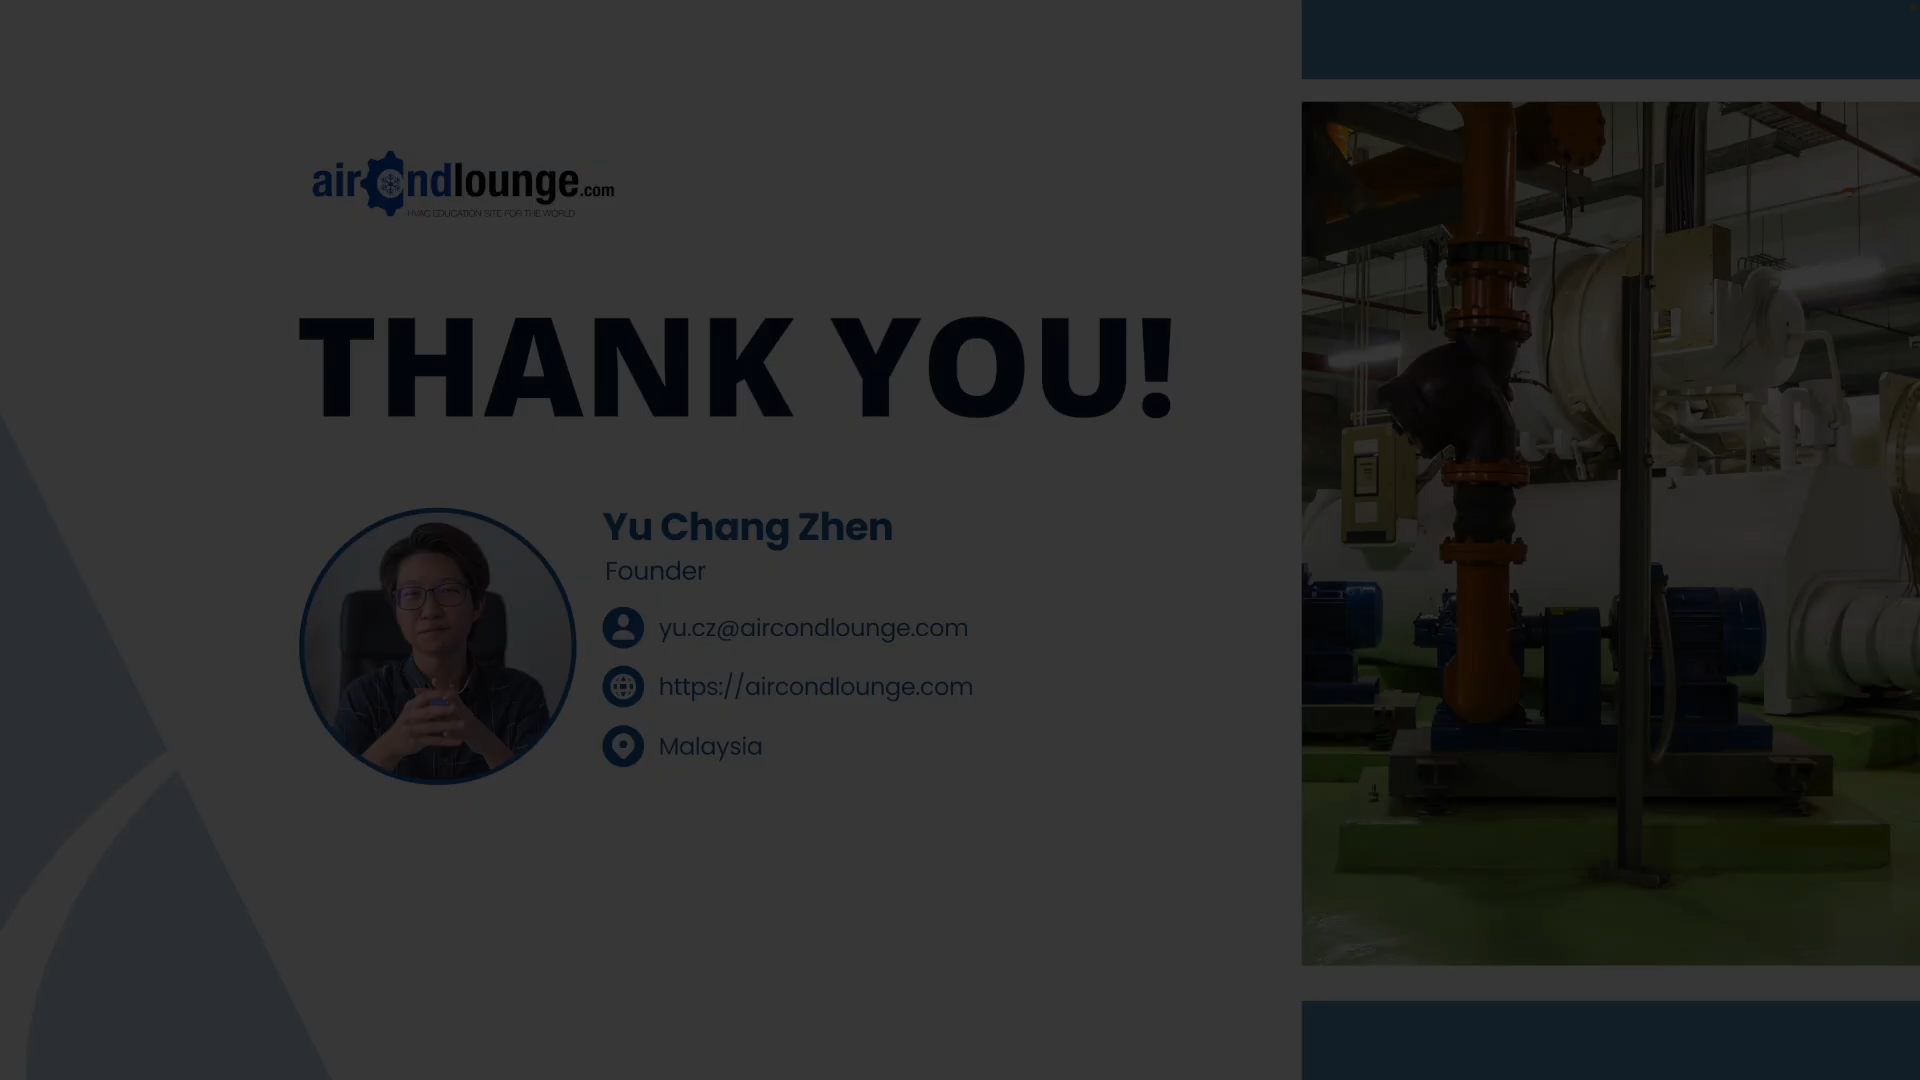 aircondlounge.com
HVAC EDUCATION SITE FOR THE WORLD
THANK YOU!
Yu Chang Zhen
Founder
yu.cz@aircondlounge.com
https://aircondlounge.com
Malaysia